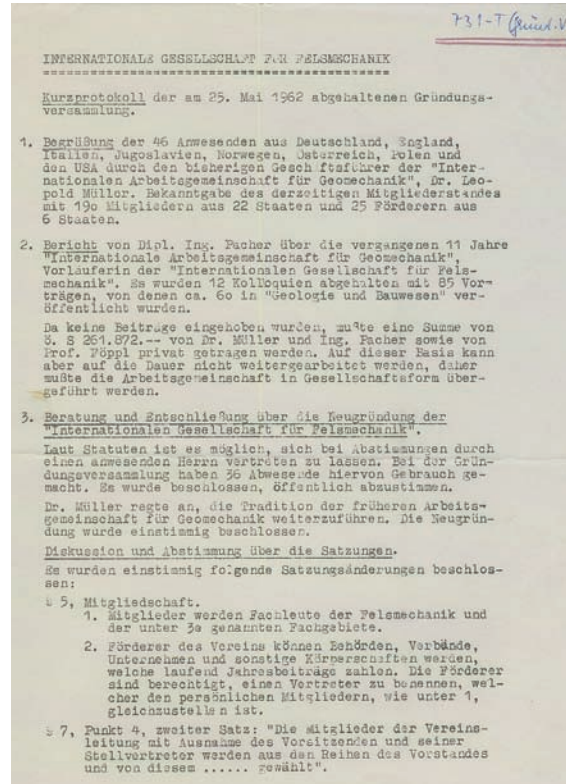 731-T (Gründ.V
INTERNATIONALE GESELLSCHAFT FÜR FELSMECHANIK
============================================
Kurzprotokoll der am 25. Mai 1962 abgehaltenen Gründungs-
versammlung.
1. Begrüßung der 46 Anwesenden aus Deutschland, England,
Italien, Jugoslavien, Norwegen, Österreich, Polen und
den USA durch den bisherigen Geschäftsführer der "Inter-
nationalen Arbeitsgemeinschaft für Geomechanik", Dr. Leo-
pold Müller. Bekanntgabe des derzeitigen Mitgliederstandes
mit 19o Mitgliedern aus 22 Staaten und 25 Förderern aus
6 Staaten.
2. Bericht von Dipl. Ing. Pacher über die vergangenen 11 Jahre
"Internationale Arbeitsgemeinschaft für Geomechanik",
Vorläuferin der "Internationalen Gesellschaft für Fels-
mechanik". Es wurden 12 Kolloquien abgehalten mit 85 Vor-
trägen, von denen ca. 6o in "Geologie und Bauwesen" ver-
öffentlicht wurden.
Da keine Beiträge eingehoben wurden, mußte eine Summe von
ö. S 261.872.-- von Dr. Müller und Ing. Pacher sowie von
Prof. Föppl privat getragen werden. Auf dieser Basis kann
aber auf die Dauer nicht weitergearbeitet werden, daher
mußte die Arbeitsgemeinschaft in Gesellschaftsform über-
geführt werden.
3. Beratung und Entschließung über die Neugründung der
"Internationalen Gesellschaft für Felsmechanik".
Laut Statuten ist es möglich, sich bei Abstimmungen durch
einen anwesenden Herrn vertreten zu lassen. Bei der Grün-
dungsversammlung haben 36 Abwesende hiervon Gebrauch ge-
macht. Es wurde beschlossen, öffentlich abzustimmen.
Dr. Müller regte an, die Tradition der früheren Arbeits-
gemeinschaft für Geomechanik weiterzuführen. Die Neugrün-
dung wurde einstimmig beschlossen.
Diskussion und Abstimmung über die Satzungen.
Es wurden einstimmig folgende Satzungsänderungen beschlos-
sen:
§ 5, Mitgliedschaft.
1. Mitglieder werden Fachleute der Felsmechanik und
der unter 3e genannten Fachgebiete.
2. Förderer des Vereins können Behörden, Verbände,
Unternehmen und sonstige Körperschaften werden,
welche laufend Jahresbeiträge zahlen. Die Förderer
sind berechtigt, einen Vertreter zu benennen, wel-
cher den persönlichen Mitgliedern, wie unter 1,
gleichzustellen ist.
§ 7, Punkt 4, zweiter Satz: "Die Mitglieder der Vereins-
leitung mit Ausnahme des Vorsitzenden und seiner
Stellvertreter werden aus den Reihen des Vorstandes
und von diesem ...... gewählt".